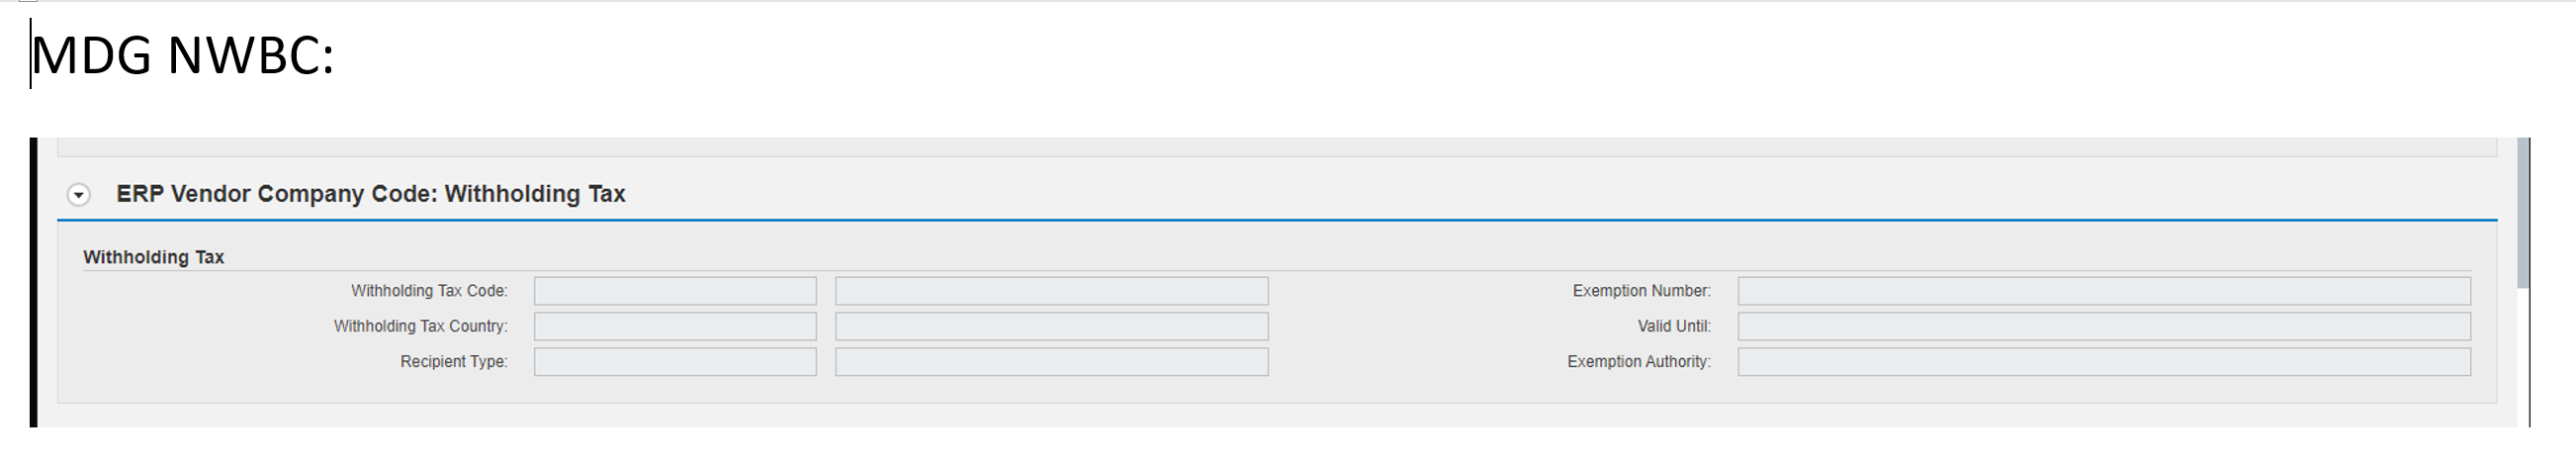 MDG NWBC:
ERP Vendor Company Code: Withholding Tax
Withholding Tax
Withholding Tax Code:
Exemption Number:
Withholding Tax Country:
Valid Until:
Recipient Type:
Exemption Authority: